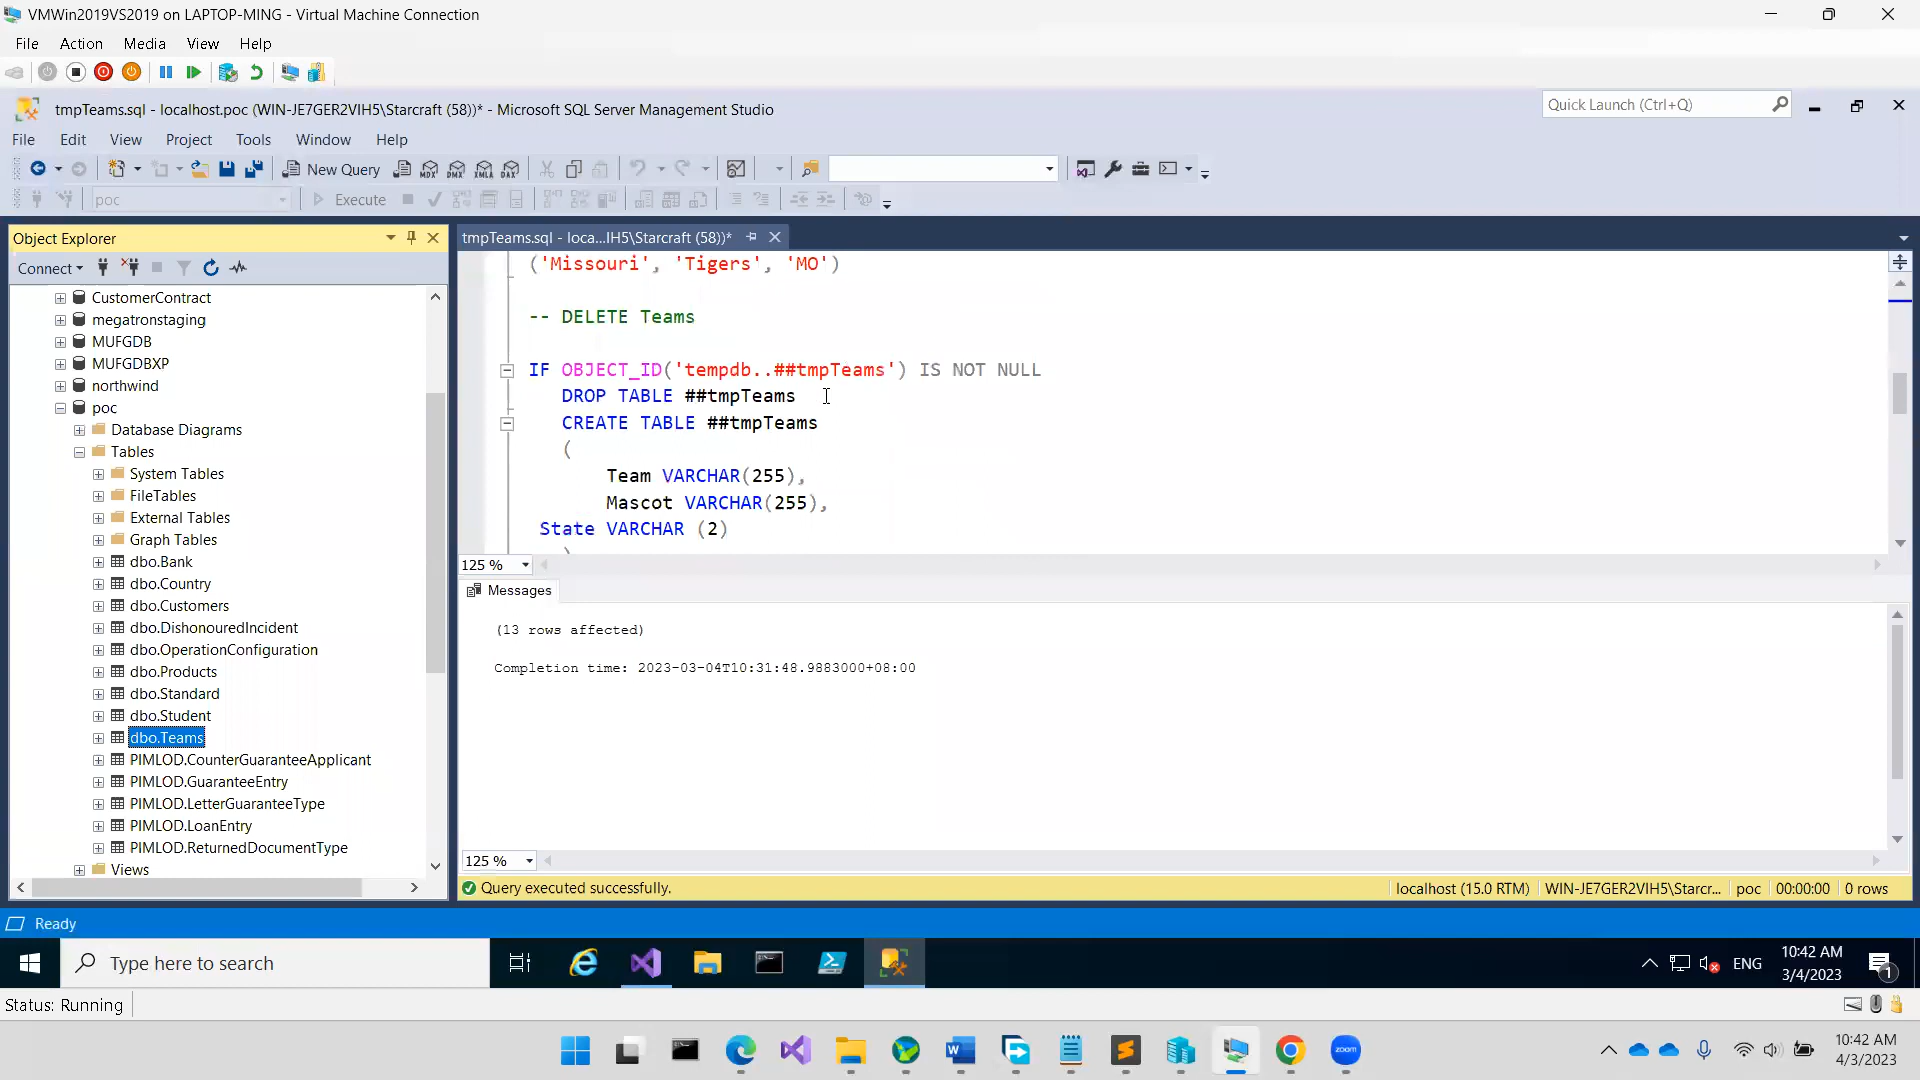 VMWin2019VS2019 on LAPTOP-MING - Virtual Machine Connection
File Action Media View Help
tmpTeams.sql - localhost.poc (WIN-JE7GER2VIH5\Starcraft (58))* - Microsoft SQL Server Management Studio
Quick Launch (Ctrl+Q)
File Edit View Project Tools Window Help
New Query MDX DMX XMLA DAX
poc
Execute
Object Explorer
tmpTeams.sql - loca...IH5\Starcraft (58))*
Connect
('Missouri', 'Tigers', 'MO')
-- DELETE Teams
IF OBJECT_ID('tempdb..##tmpTeams') IS NOT NULL
DROP TABLE ##tmpTeams
CREATE TABLE ##tmpTeams
(
Team VARCHAR(255),
Mascot VARCHAR(255),
State VARCHAR (2)
)
CustomerContract
megatronstaging
MUFGDB
MUFGDBXP
northwind
poc
Database Diagrams
Tables
System Tables
FileTables
External Tables
Graph Tables
dbo.Bank
dbo.Country
dbo.Customers
dbo.DishonouredIncident
dbo.OperationConfiguration
dbo.Products
dbo.Standard
dbo.Student
dbo.Teams
PIMLOD.CounterGuaranteeApplicant
PIMLOD.GuaranteeEntry
PIMLOD.LetterGuaranteeType
PIMLOD.LoanEntry
PIMLOD.ReturnedDocumentType
Views
125 %
Messages
(13 rows affected)
Completion time: 2023-03-04T10:31:48.9883000+08:00
125 %
Query executed successfully.
localhost (15.0 RTM) WIN-JE7GER2VIH5\Starcr... poc 00:00:00 0 rows
Ready
Type here to search
ENG
10:42 AM
3/4/2023
1
Status: Running
zoom
10:42 AM
4/3/2023